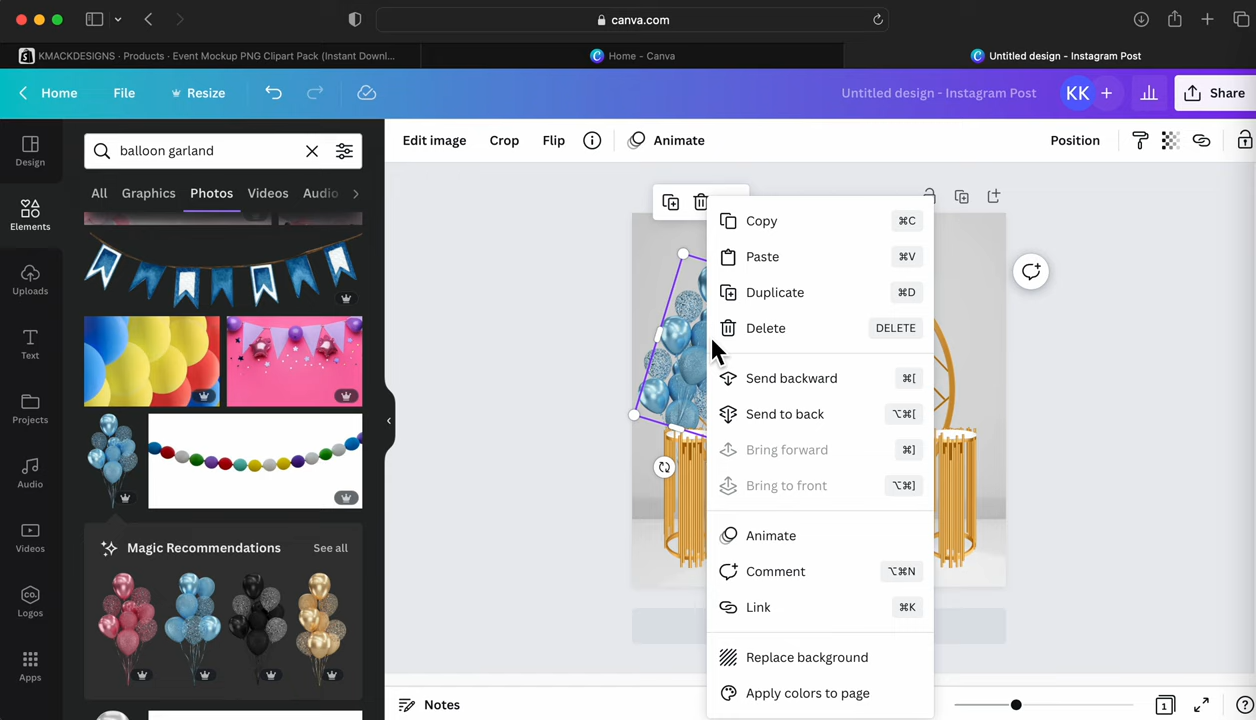 canva.com
KMACKDESIGNS · Products · Event Mockup PNG Clipart Pack (Instant Downl...
Home - Canva
Untitled design - Instagram Post
Home
File
Resize
Untitled design - Instagram Post
KK
Share
Design
Elements
Uploads
Text
Projects
Audio
Videos
Logos
Apps
balloon garland
All
Graphics
Photos
Videos
Audio
Magic Recommendations
See all
Edit image
Crop
Flip
Animate
Position
Copy ⌘C
Paste ⌘V
Duplicate ⌘D
Delete DELETE
Send backward ⌘[
Send to back ⌥⌘[
Bring forward ⌘]
Bring to front ⌥⌘]
Animate
Comment ⌥⌘N
Link ⌘K
Replace background
Apply colors to page
Notes
1